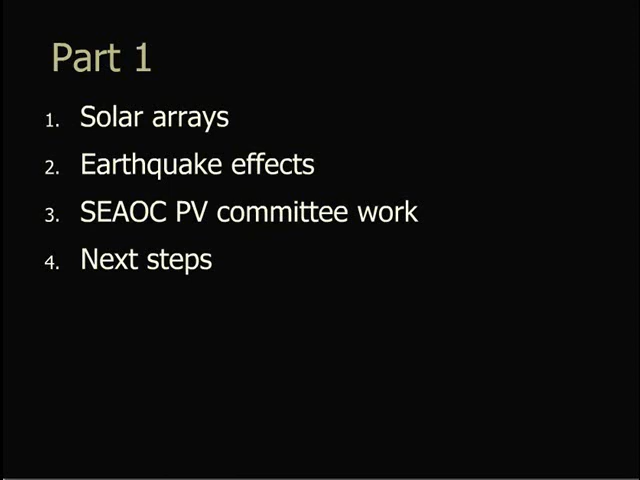 Part 1
1. Solar arrays
2. Earthquake effects
3. SEAOC PV committee work
4. Next steps